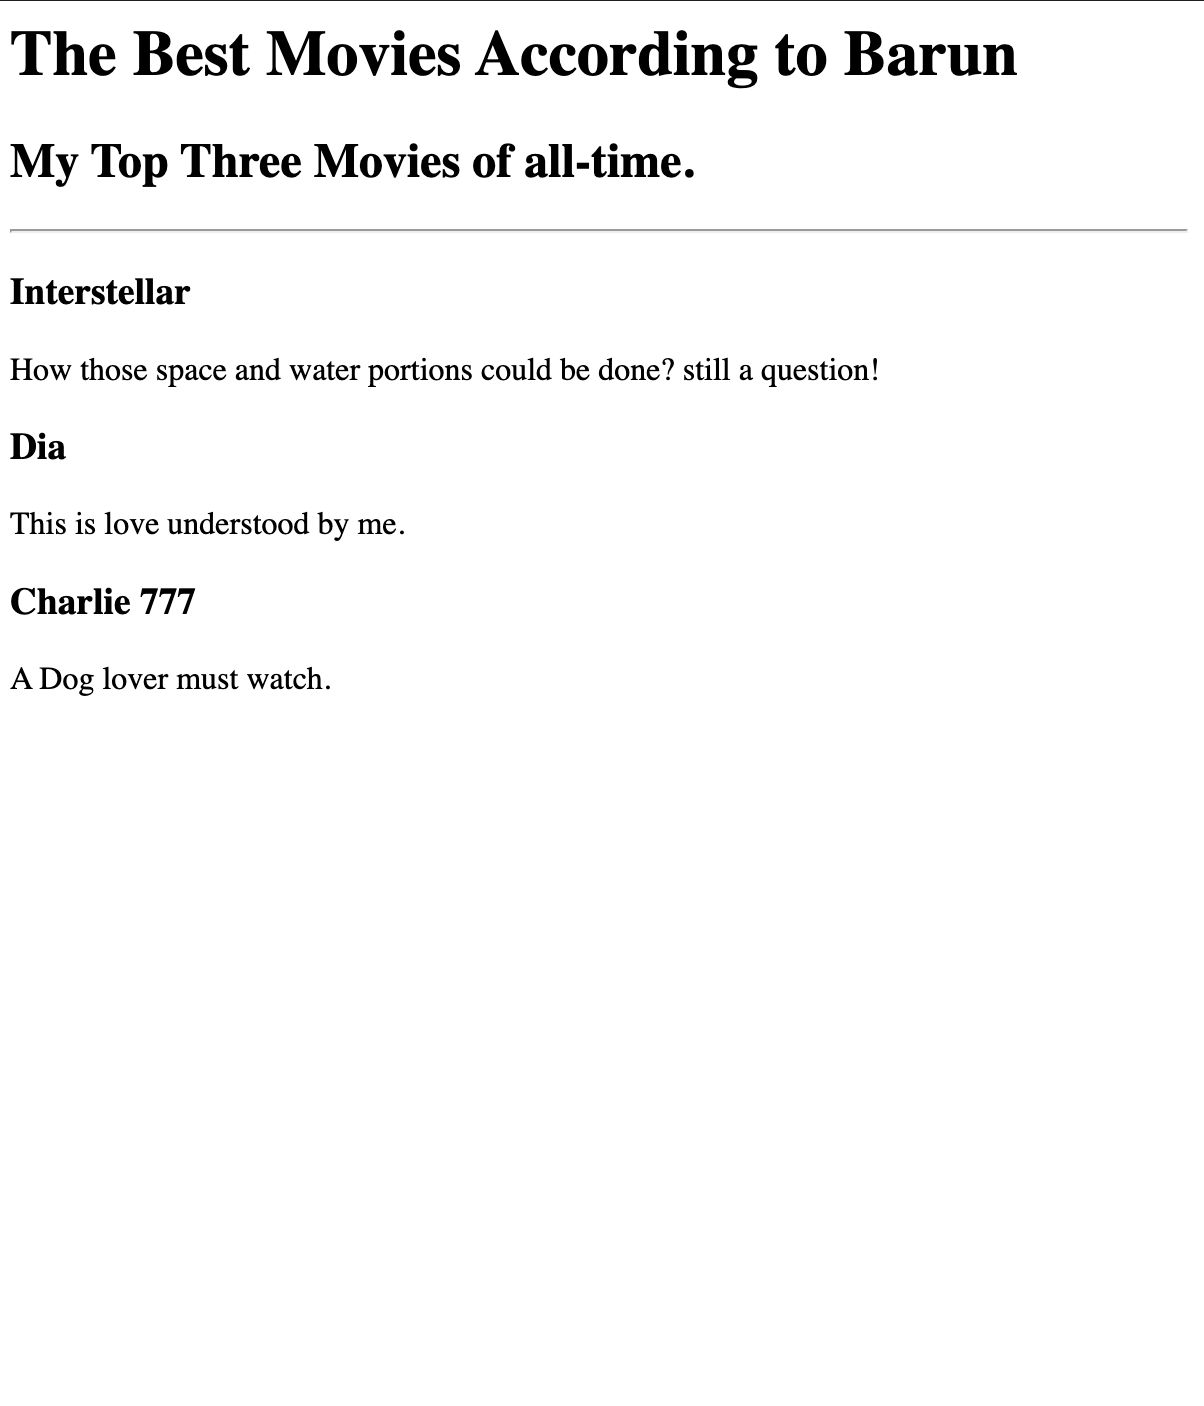 The Best Movies According to Barun
My Top Three Movies of all-time.
Interstellar
How those space and water portions could be done? still a question!
Dia
This is love understood by me.
Charlie 777
A Dog lover must watch.